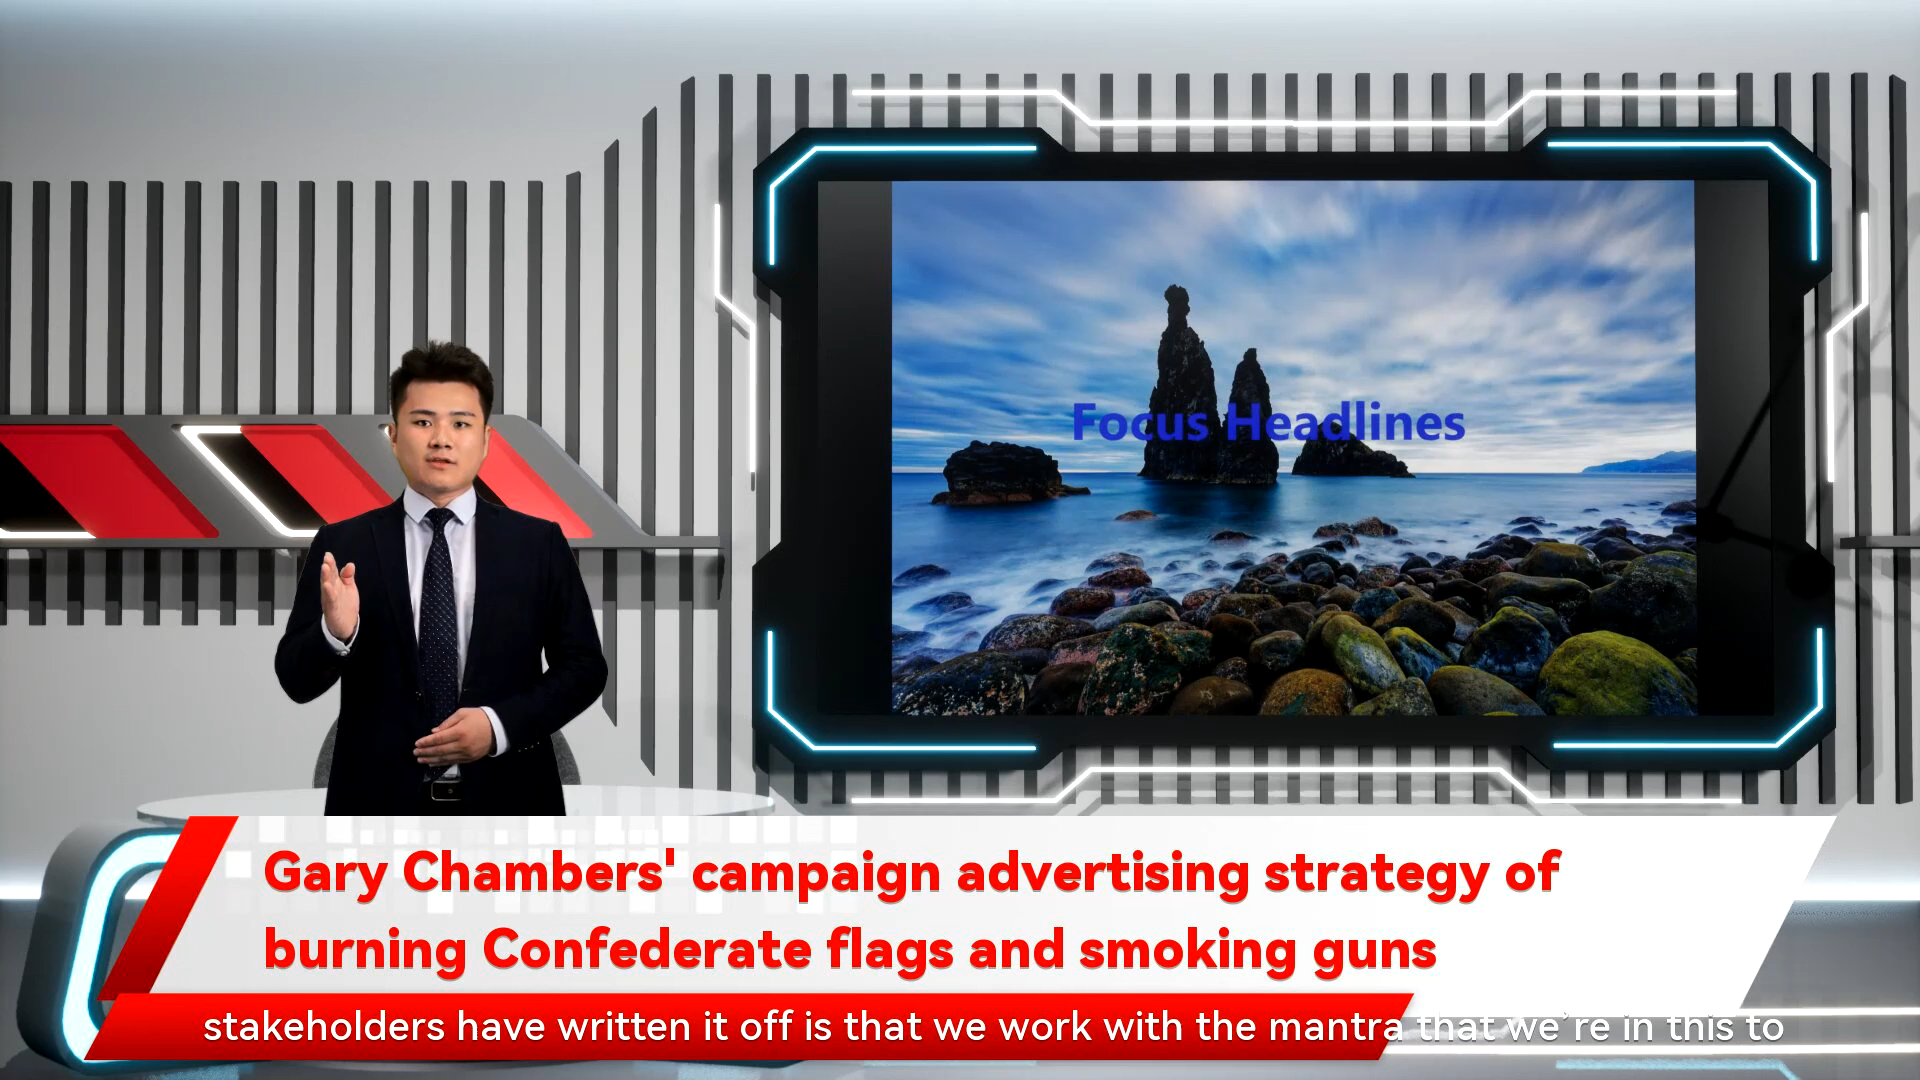 Focus Headlines
Gary Chambers' campaign advertising strategy of
burning Confederate flags and smoking guns
stakeholders have written it off is that we work with the mantra that we're in this to